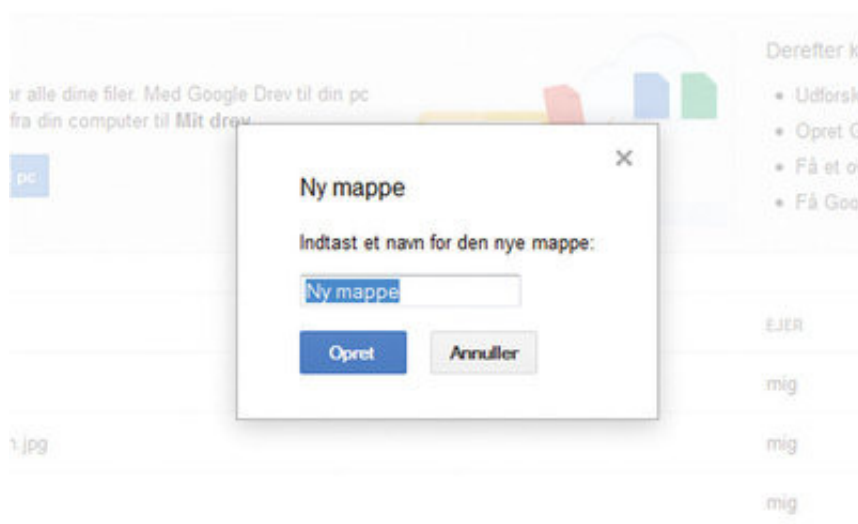 Derefter
alle dine filer. Med Google Drev til din pc
fra din computer til Mit drev
pc
• Udforsk
• Opret
• Få et
• Få
Ny mappe
Indtast et navn for den nye mappe:
Ny mappe
Opret
Annuller
EJER
mig
.jpg
mig
mig